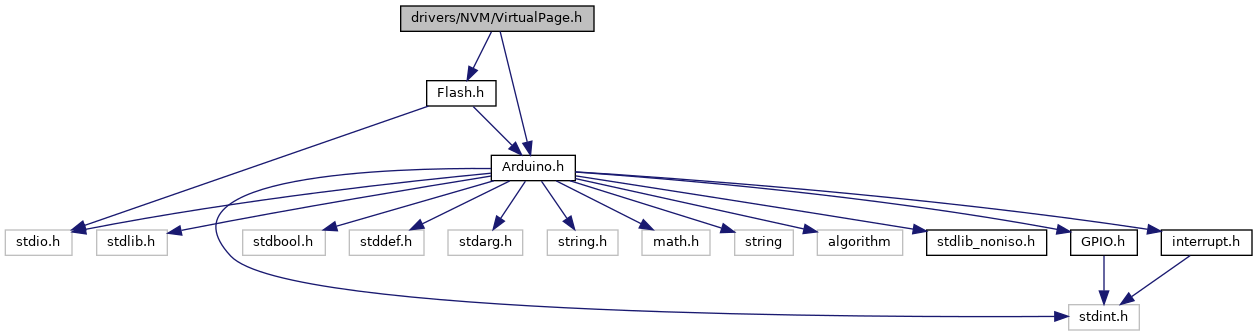 drivers/NVM/VirtualPage.h
Flash.h
Arduino.h
stdio.h
stdlib.h
stdbool.h
stddef.h
stdarg.h
string.h
math.h
string
algorithm
stdlib_noniso.h
GPIO.h
interrupt.h
stdint.h